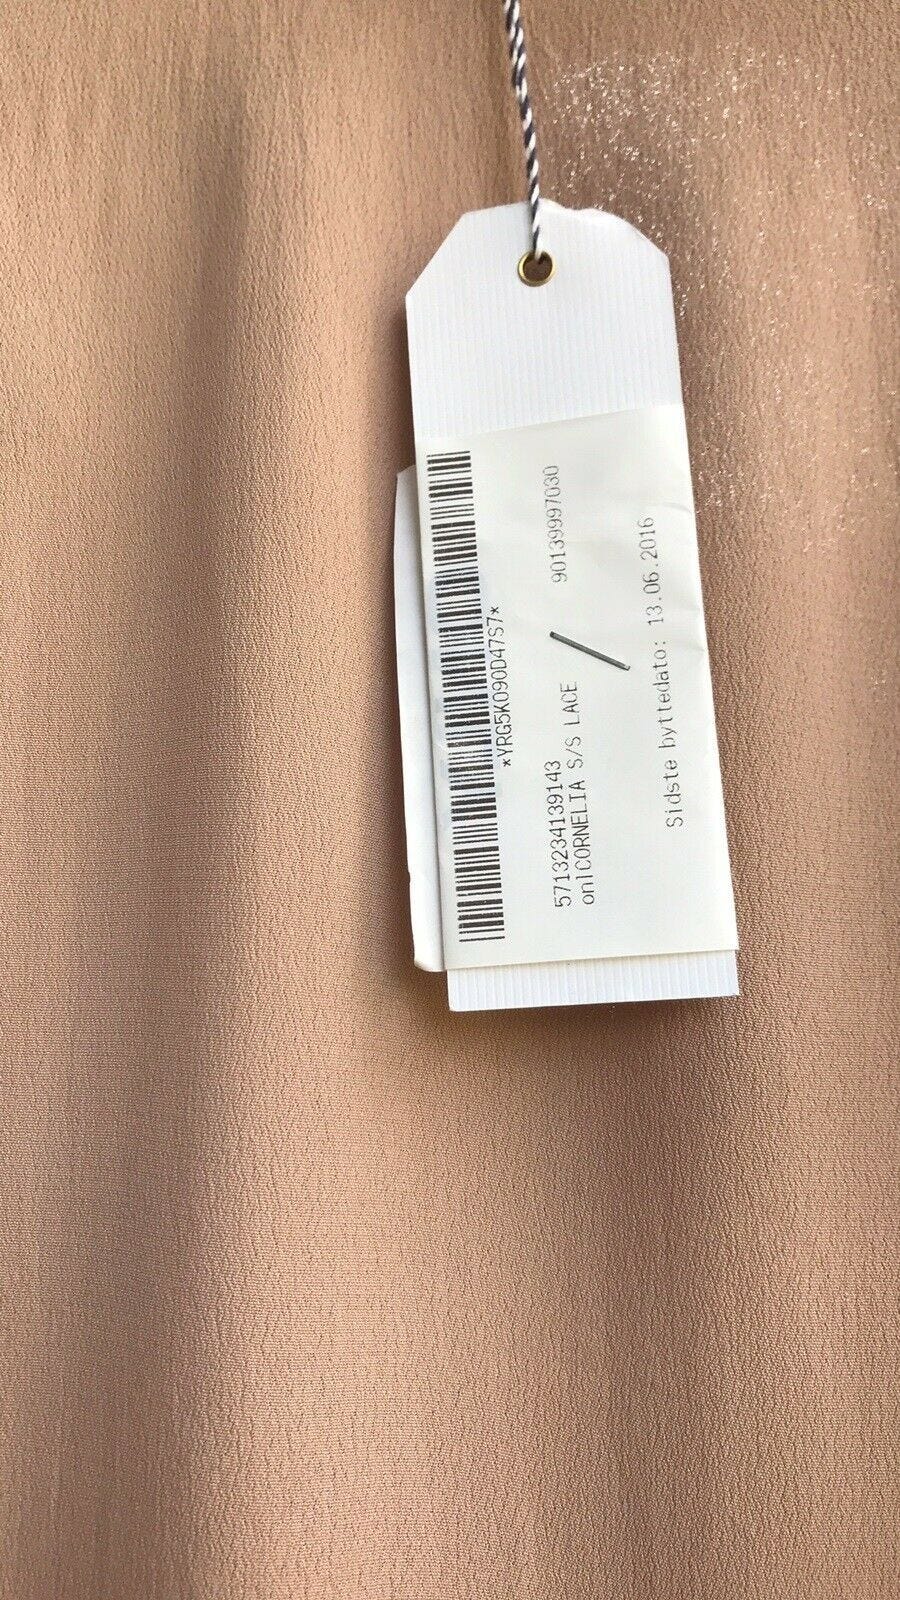 *YRG5K090D47S7*
5713234139143 90139997030
onlCORNELIA S/S LACE
Sidste byttedato: 13.06.2016